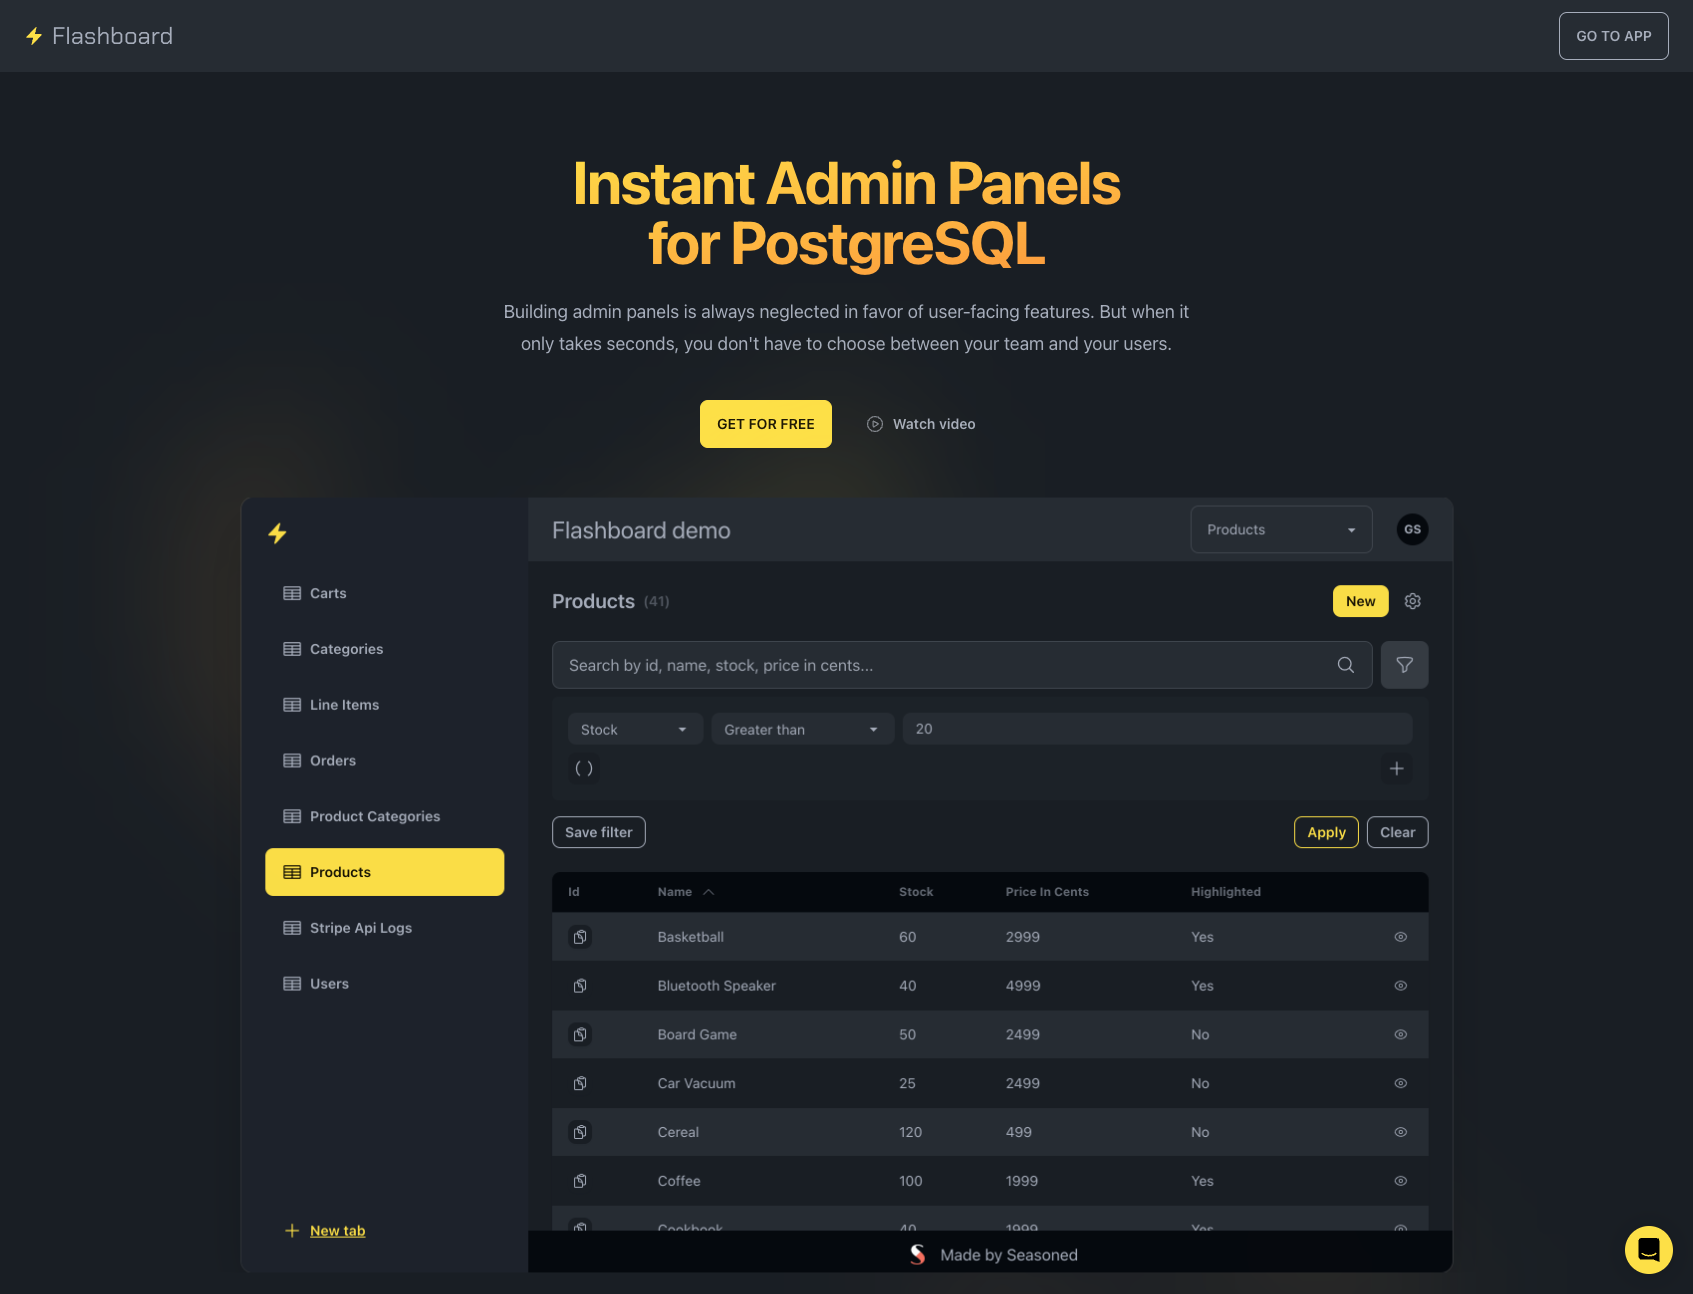 Flashboard
GO TO APP
Instant Admin Panels
for PostgreSQL
Building admin panels is always neglected in favor of user-facing features. But when it
only takes seconds, you don't have to choose between your team and your users.
GET FOR FREE
Watch video
Flashboard demo
Products
GS
Carts
Categories
Line Items
Orders
Product Categories
Products
Stripe Api Logs
Users
New tab
Products (41)
New
Search by id, name, stock, price in cents...
Stock
Greater than
20
( )
Save filter
Apply
Clear
Id Name Stock Price In Cents Highlighted
Basketball 60 2999 Yes
Bluetooth Speaker 40 4999 Yes
Board Game 50 2499 No
Car Vacuum 25 2499 No
Cereal 120 499 No
Coffee 100 1999 Yes
Cookbook 40 1999 Yes
Made by Seasoned